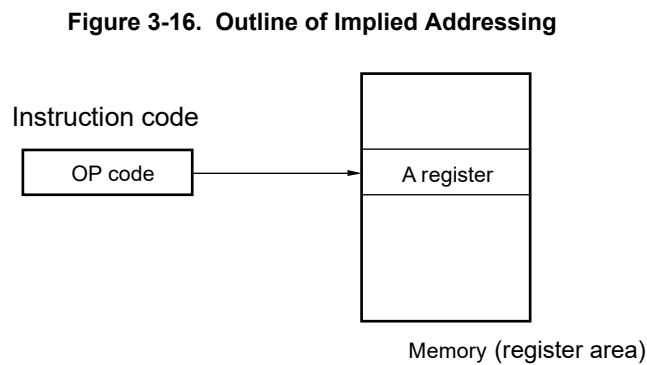 Figure 3-16. Outline of Implied Addressing
Instruction code
OP code
A register
Memory (register area)